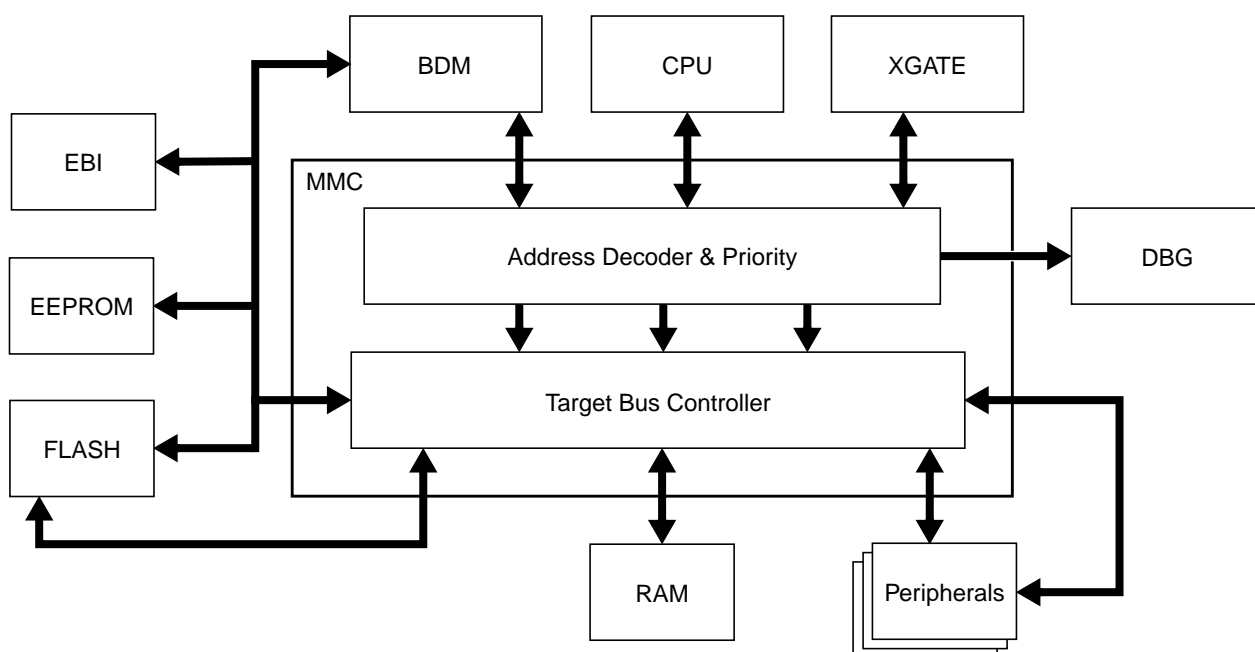 BDM
CPU
XGATE
EBI
MMC
Address Decoder & Priority
DBG
EEPROM
Target Bus Controller
FLASH
RAM
Peripherals